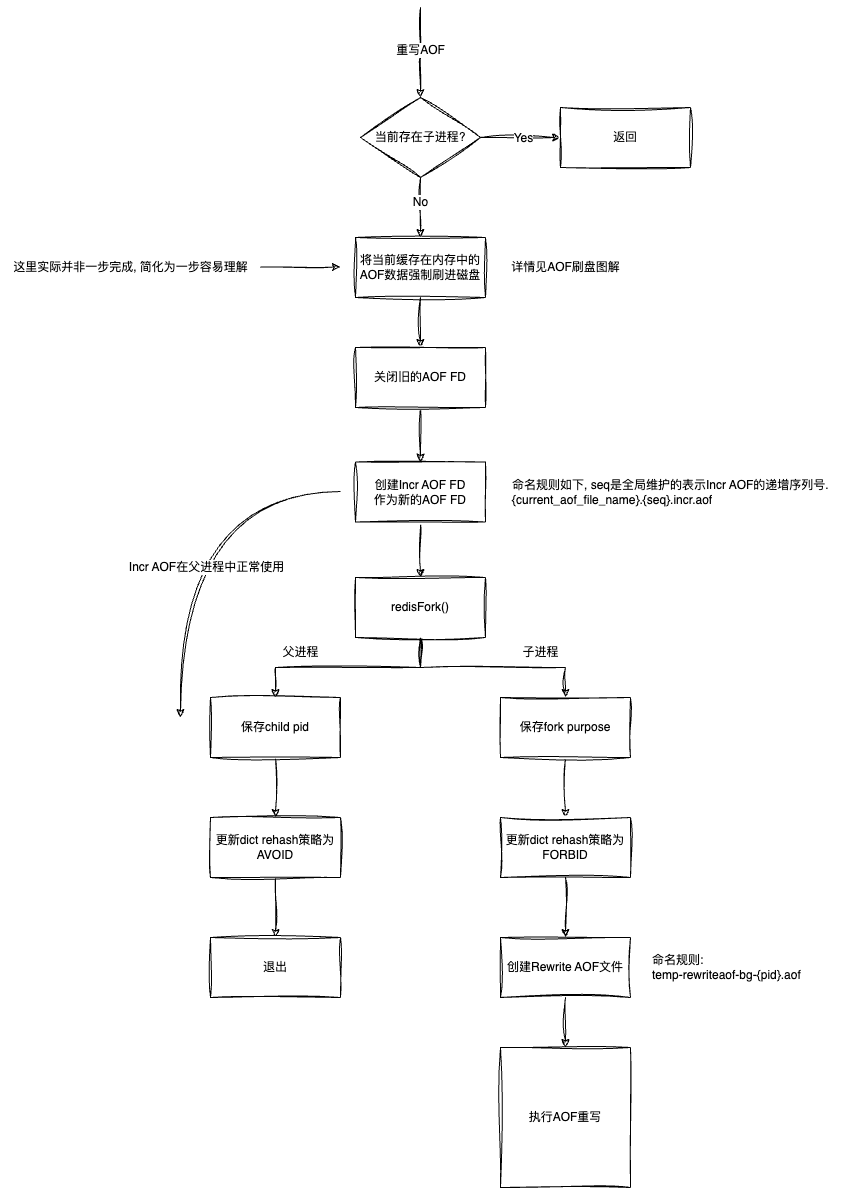 重写AOF
当前存在子进程?
Yes
返回
No
这里实际并非一步完成, 简化为一步容易理解
将当前缓存在内存中的
AOF数据强制刷进磁盘
详情见AOF刷盘图解
关闭旧的AOF FD
创建Incr AOF FD
作为新的AOF FD
命名规则如下, seq是全局维护的表示Incr AOF的递增序列号.
{current_aof_file_name}.{seq}.incr.aof
Incr AOF在父进程中正常使用
redisFork()
父进程
子进程
保存child pid
保存fork purpose
更新dict rehash策略为
AVOID
更新dict rehash策略为
FORBID
退出
创建Rewrite AOF文件
命名规则:
temp-rewriteaof-bg-{pid}.aof
执行AOF重写